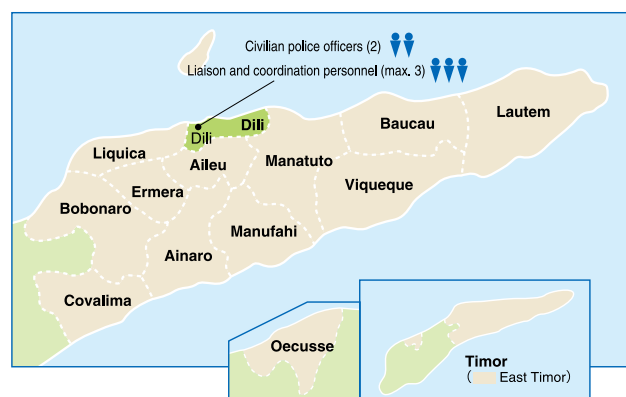 Civilian police officers (2)
Liaison and coordination personnel (max. 3)
Lautem
Baucau
Dili
Dili
Liquica
Aileu
Manatuto
Viqueque
Ermera
Bobonaro
Manufahi
Ainaro
Covalima
Oecusse
Timor
( East Timor)